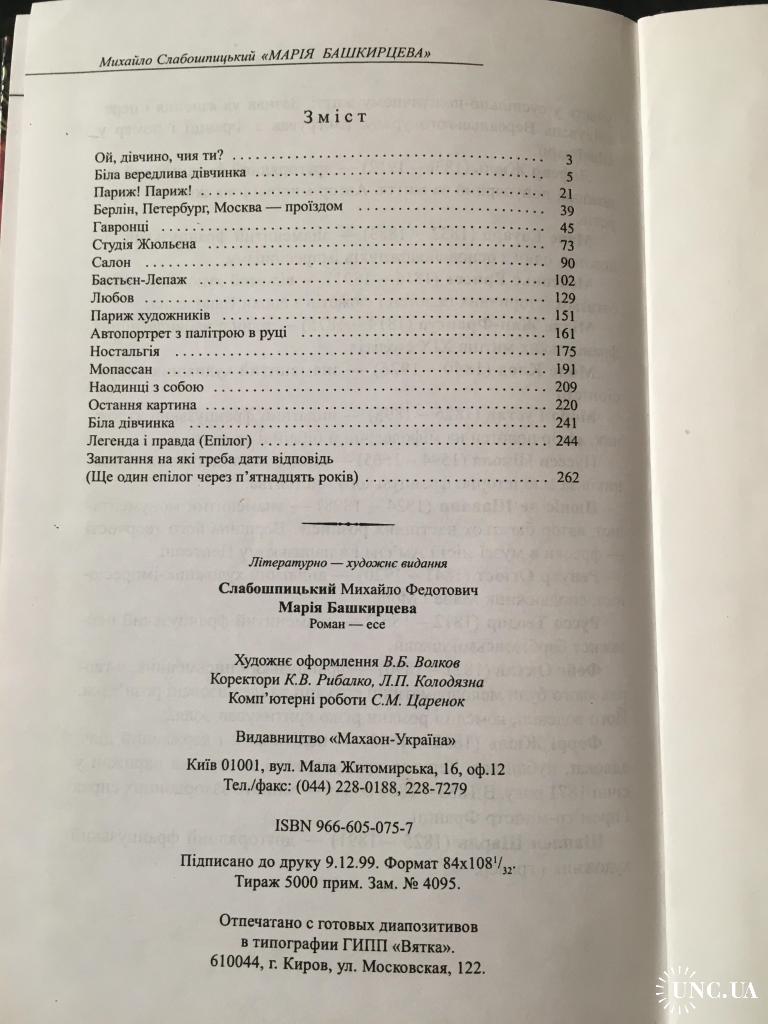 Михайло Слабошпицький «МАРІЯ БАШКИРЦЕВА»
Зміст
Ой, дівчино, чия ти? 3
Біла вередлива дівчинка 5
Париж! Париж! 21
Берлін, Петербург, Москва — проїздом 39
Гавронці 45
Студія Жюльєна 73
Салон 90
Бастьєн-Лепаж 102
Любов 129
Париж художників 151
Автопортрет з палітрою в руці 161
Ностальгія 175
Мопассан 191
Наодинці з собою 209
Остання картина 220
Біла дівчинка 241
Легенда і правда (Епілог) 244
Запитання на які треба дати відповідь
(Ще один епілог через п’ятнадцять років) 262
Літературно — художнє видання
Слабошпицький Михайло Федотович
Марія Башкирцева
Роман — есе
Художнє оформлення В.Б. Волков
Коректори К.В. Рибалко, Л.П. Колодязна
Комп’ютерні роботи С.М. Царенок
Видавництво «Махаон-Україна»
Київ 01001, вул. Мала Житомирська, 16, оф.12
Тел./факс: (044) 228-0188, 228-7279
ISBN 966-605-075-7
Підписано до друку 9.12.99. Формат 84х108¹/₃₂.
Тираж 5000 прим. Зам. № 4095.
Отпечатано с готовых диапозитивов
в типографии ГИПП «Вятка».
610044, г. Киров, ул. Московская, 122.
UNC.UA